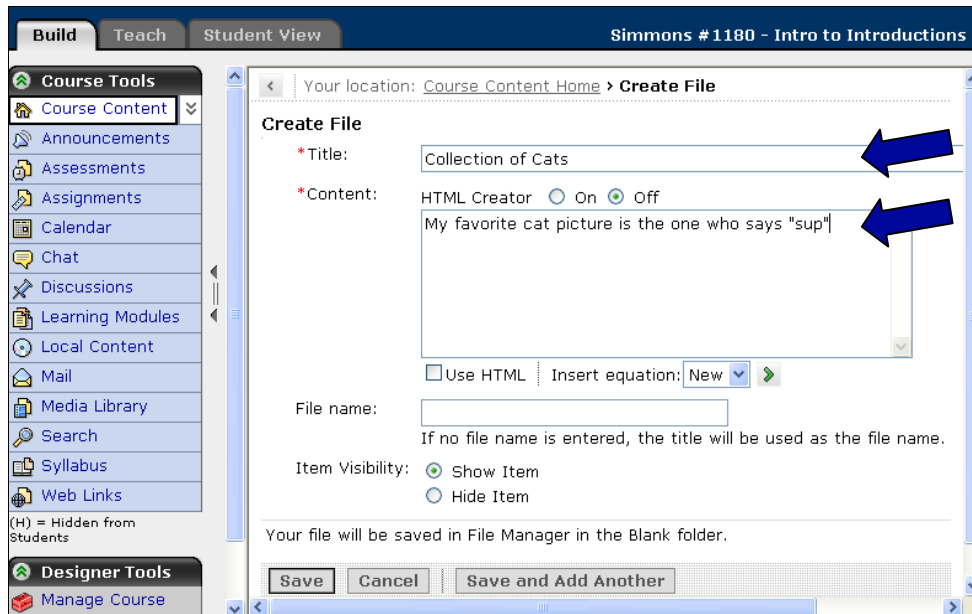 Build Teach Student View Simmons #1180 - Intro to Introductions
Course Tools
Course Content
Announcements
Assessments
Assignments
Calendar
Chat
Discussions
Learning Modules
Local Content
Mail
Media Library
Search
Syllabus
Web Links
(H) = Hidden from
Students
Designer Tools
Manage Course
Your location: Course Content Home › Create File
Create File
*Title: Collection of Cats
*Content: HTML Creator On Off
My favorite cat picture is the one who says "sup"
Use HTML Insert equation: New
File name:
If no file name is entered, the title will be used as the file name.
Item Visibility: Show Item
Hide Item
Your file will be saved in File Manager in the Blank folder.
Save Cancel Save and Add Another